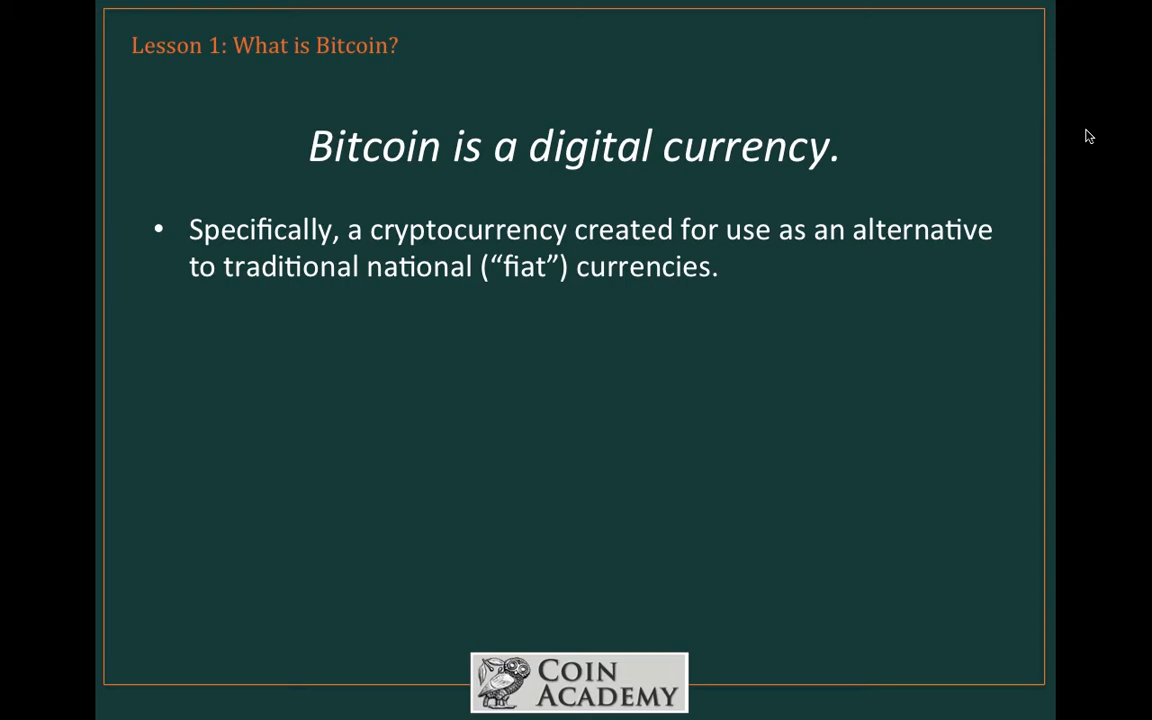 Lesson 1: What is Bitcoin?
Bitcoin is a digital currency.
• Specifically, a cryptocurrency created for use as an alternative
to traditional national (“fiat”) currencies.
COIN
ACADEMY